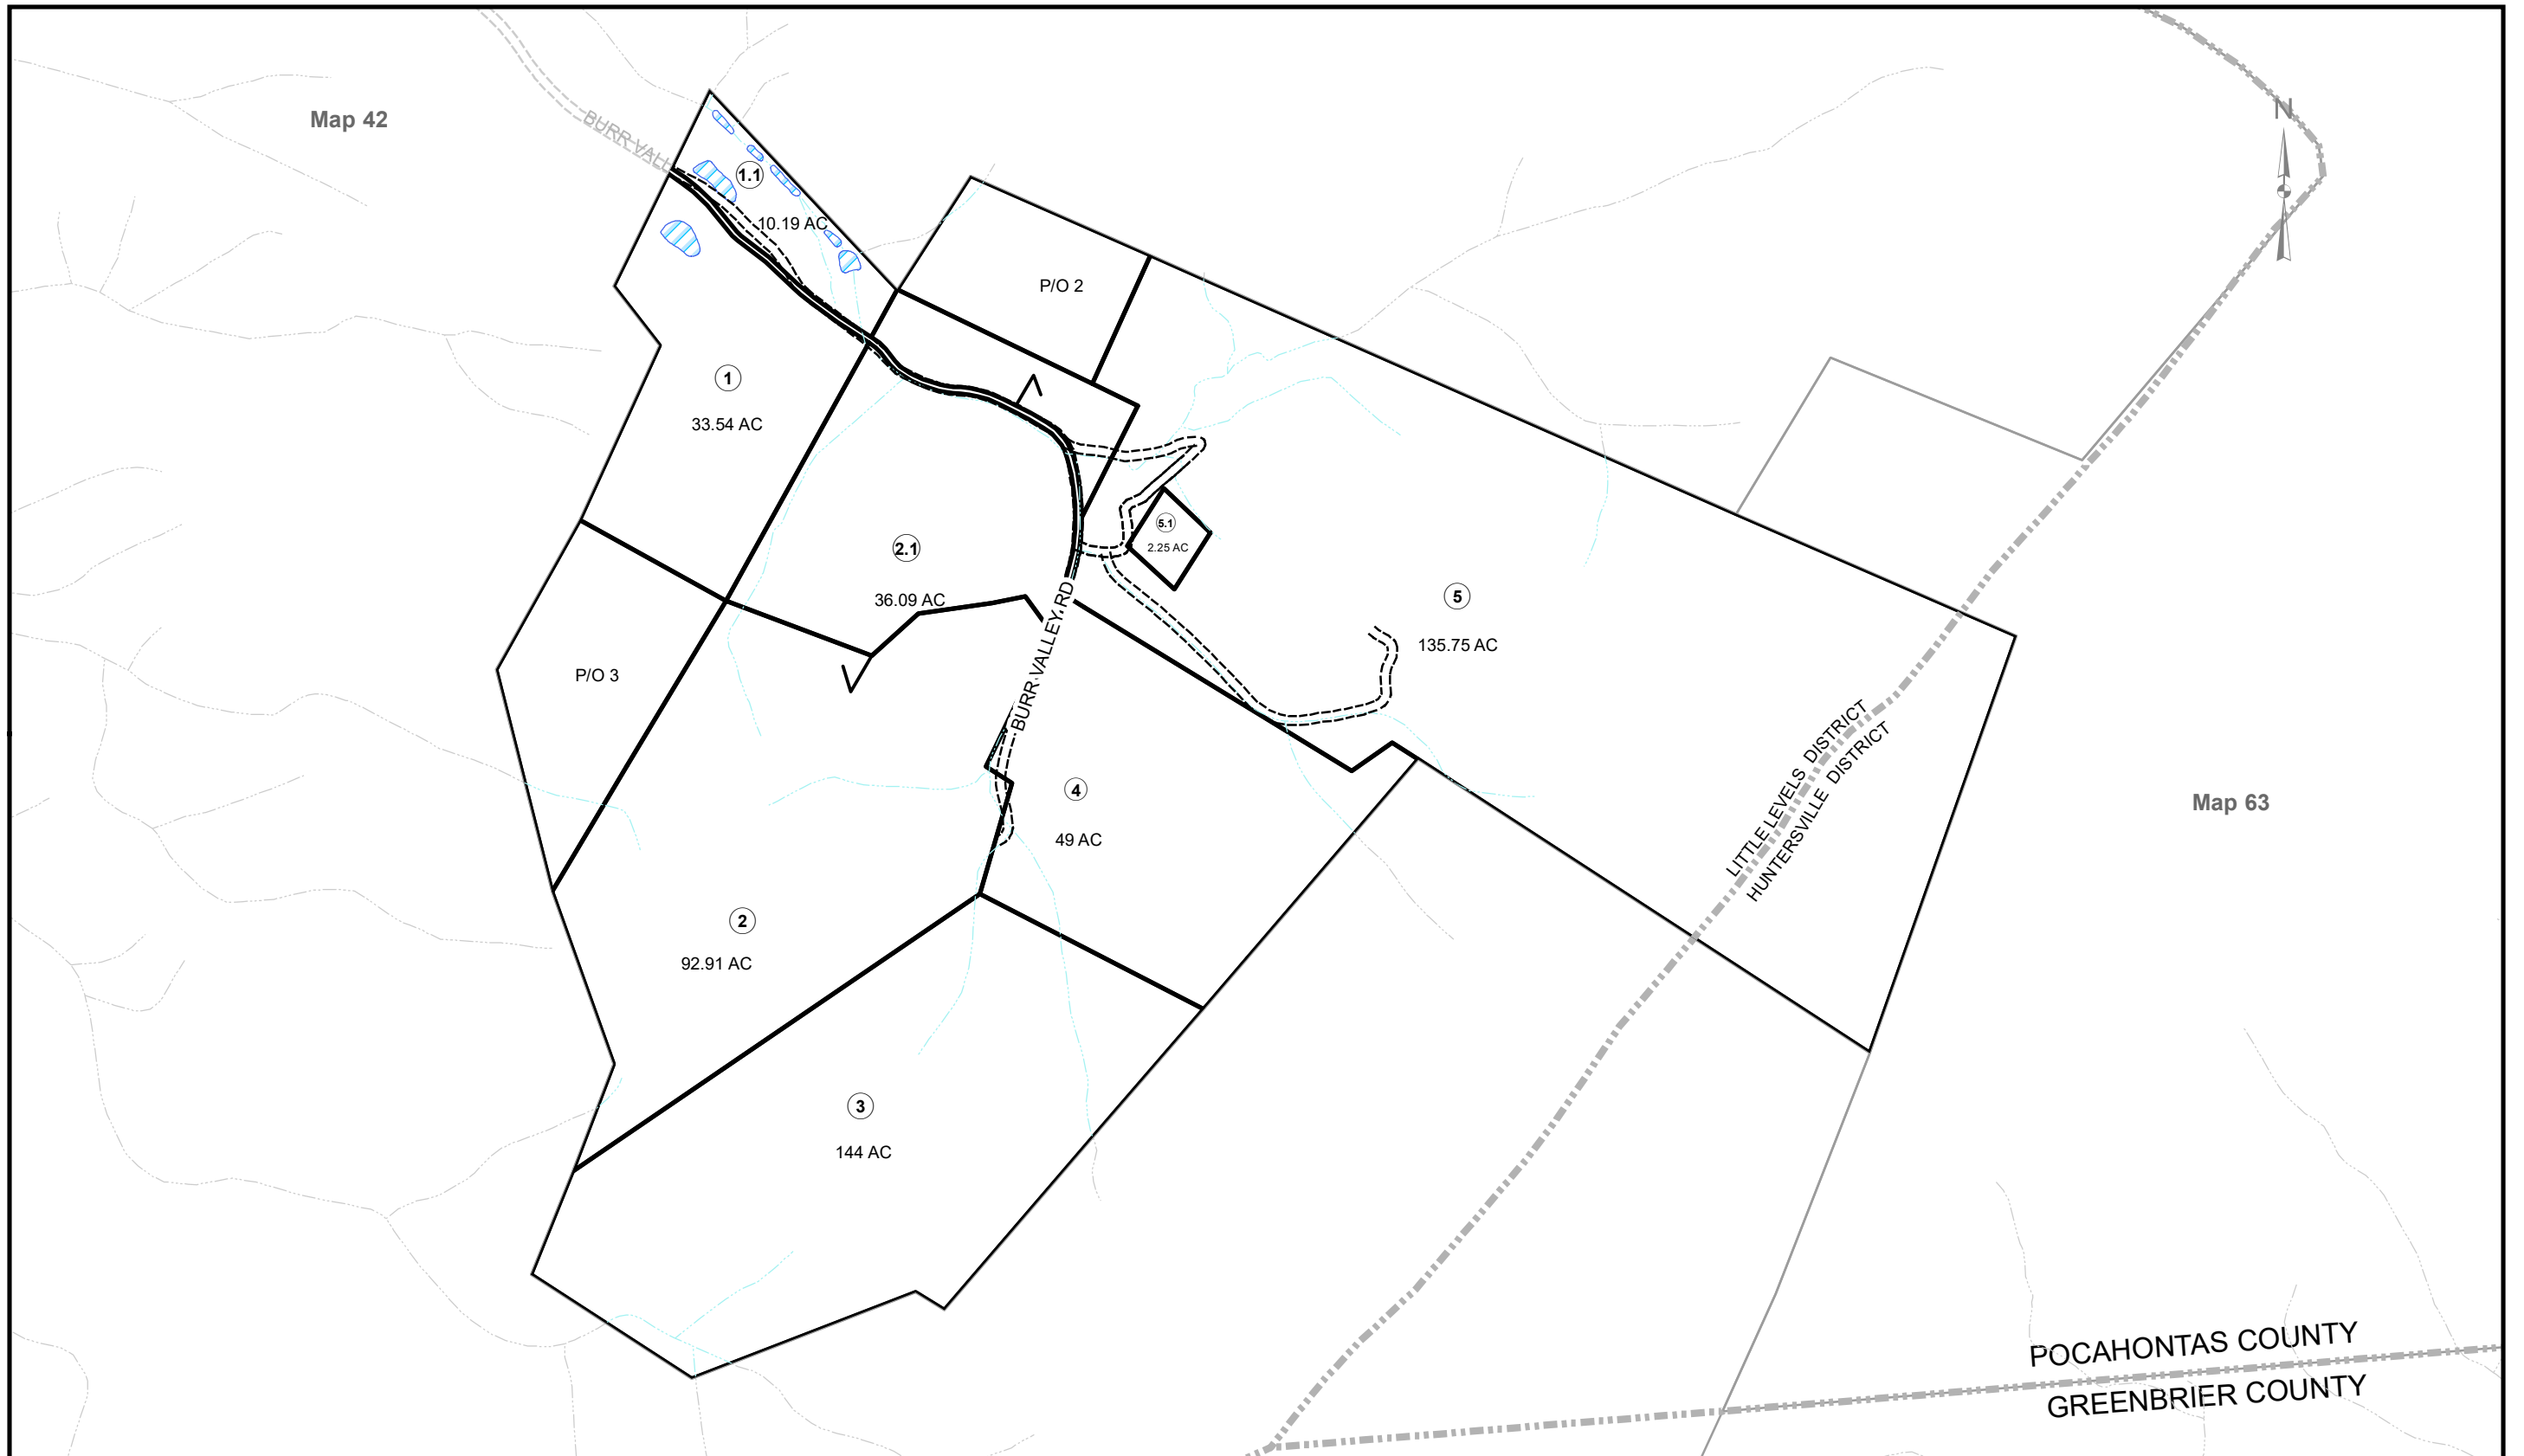 Map 42
BURR VALL
N
1.1
10.19 AC
P/O 2
1
33.54 AC
5.1
2.25 AC
2.1
36.09 AC
5
135.75 AC
BURR VALLEY RD
P/O 3
LITTLE LEVELS DISTRICT
HUNTERSVILLE DISTRICT
4
49 AC
Map 63
2
92.91 AC
3
144 AC
POCAHONTAS COUNTY
GREENBRIER COUNTY